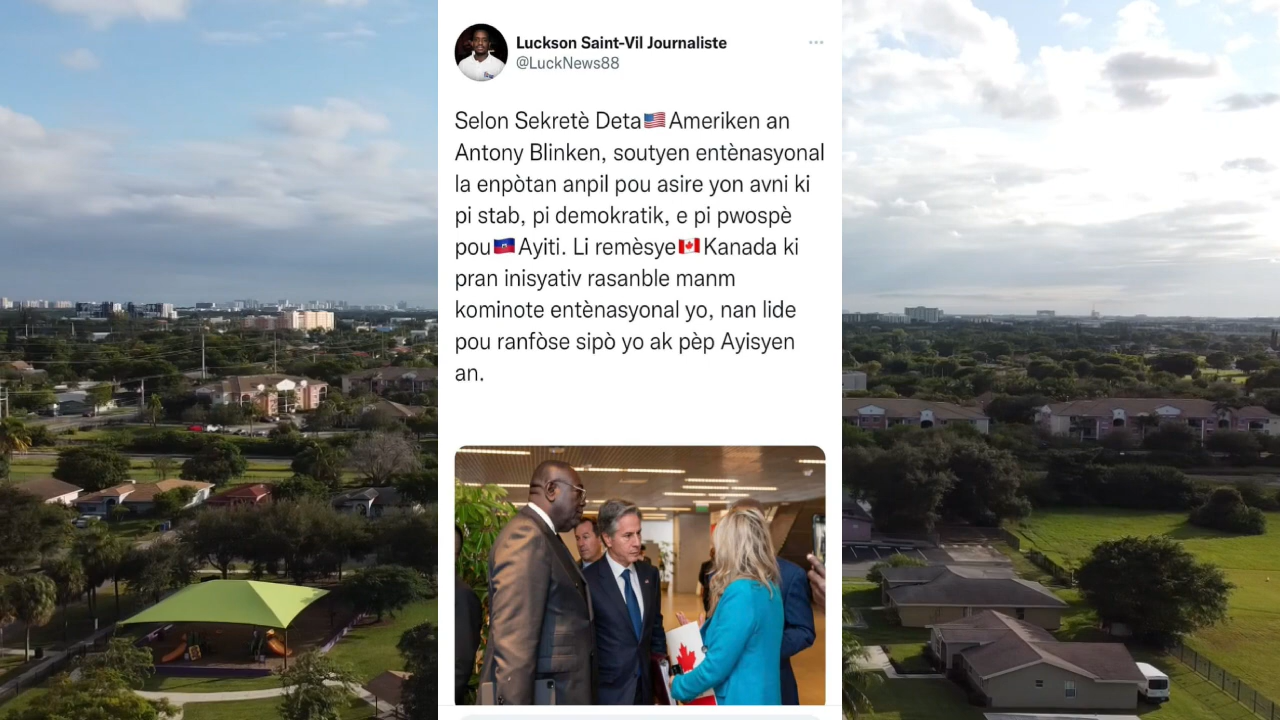 Luckson Saint-Vil Journaliste
@LuckNews88
Selon Sekretè Deta🇺🇸Ameriken an
Antony Blinken, soutyen entènasyonal
la enpòtan anpil pou asire yon avni ki
pi stab, pi demokratik, e pi pwospè
pou🇭🇹Ayiti. Li remèsye🇨🇦Kanada ki
pran inisyativ rasanble manm
kominote entènasyonal yo, nan lide
pou ranfòse sipò yo ak pèp Ayisyen
an.